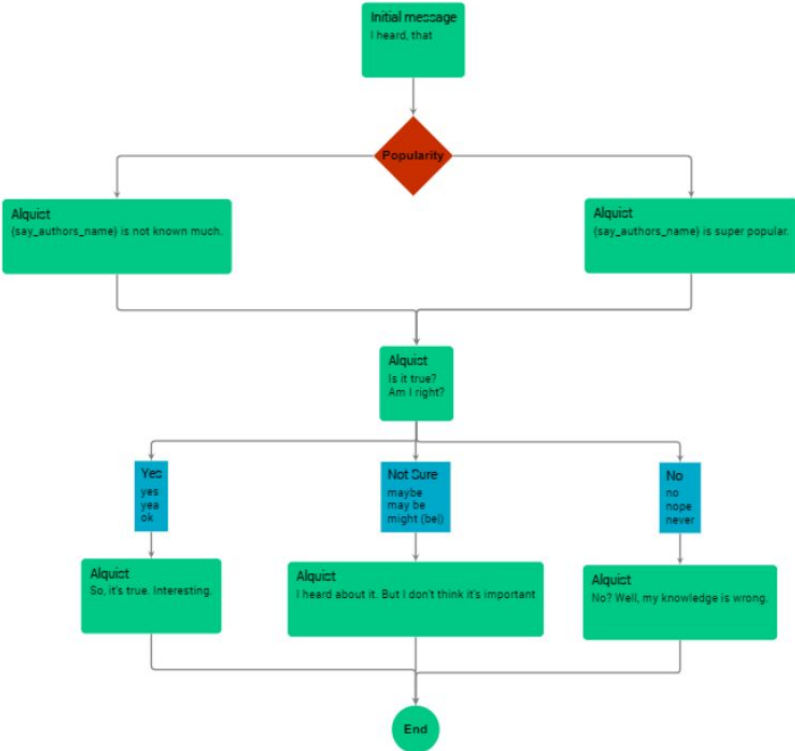 Initial message
I heard, that
Popularity
Alquist
{say_authors_name} is not known much.
Alquist
{say_authors_name} is super popular.
Alquist
Is it true?
Am I right?
Yes
yes
yea
ok
Not Sure
maybe
may be
might (be|)
No
no
nope
never
Alquist
So, it's true. Interesting.
Alquist
I heard about it. But I don't think it's important
Alquist
No? Well, my knowledge is wrong.
End